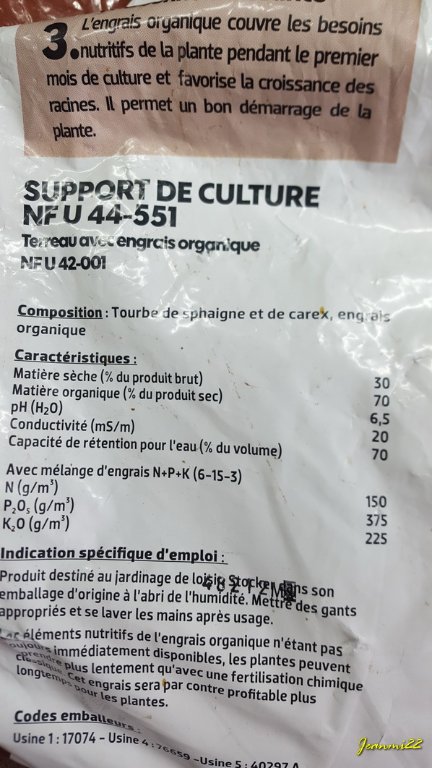 3. L'engrais organique couvre les besoins
nutritifs de la plante pendant le premier
mois de culture et favorise la croissance des
racines. Il permet un bon démarrage de la
plante.
SUPPORT DE CULTURE
NFU 44-551
Terreau avec engrais organique
NFU 42-001
Composition : Tourbe de sphaigne et de carex, engrais
organique
Caractéristiques :
Matière sèche (% du produit brut) 30
Matière organique (% du produit sec) 70
pH (H₂O) 6,5
Conductivité (mS/m) 20
Capacité de rétention pour l'eau (% du volume) 70
Avec mélange d'engrais N+P+K (6-15-3)
N (g/m³) 150
P₂O₅ (g/m³) 375
K₂O (g/m³) 225
Indication spécifique d'emploi :
Produit destiné au jardinage de loisir. Stocker dans son
emballage d'origine à l'abri de l'humidité. Mettre des gants
appropriés et se laver les mains après usage.
Les éléments nutritifs de l'engrais organique n'étant pas
toujours immédiatement disponibles, les plantes peuvent
prendre plus lentement qu'avec une fertilisation chimique
classique. Cet engrais sera par contre profitable plus
longtemps pour les plantes.
Codes emballeurs
Usine 1 : 17074 - Usine 4 : 76659 - Usine 5 : 40297 A
Jeanmi22